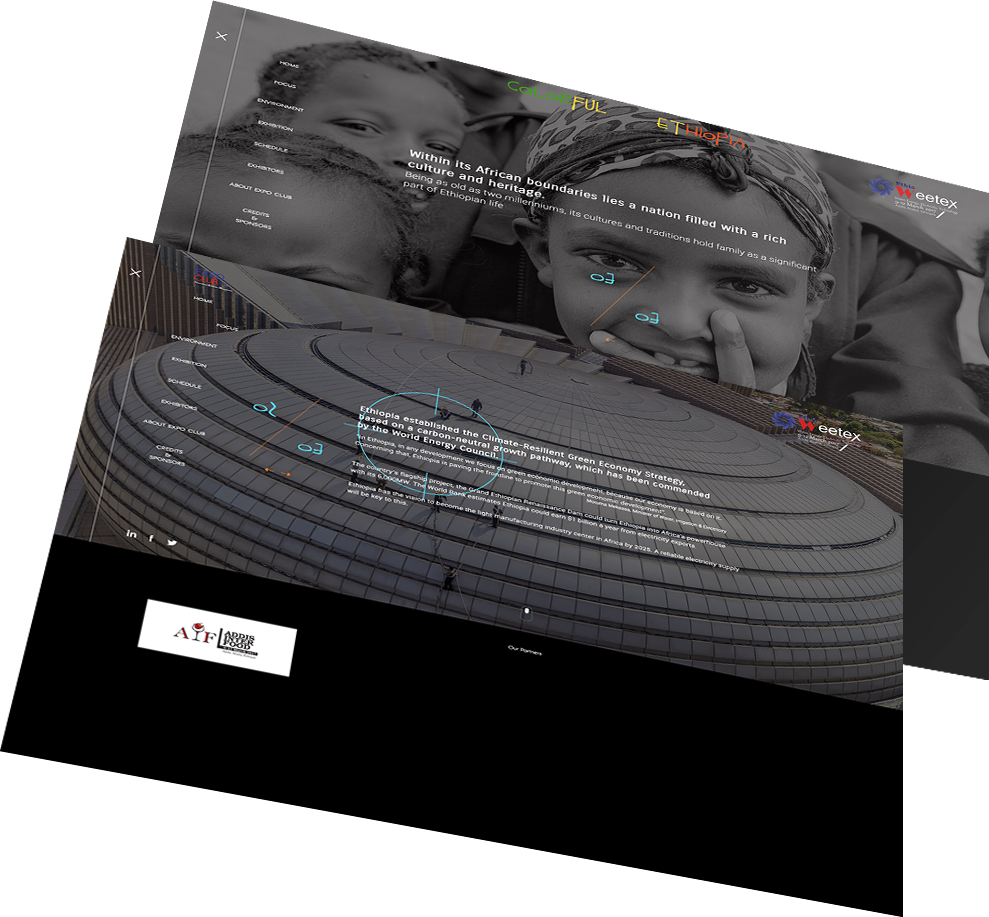 HOME
FOCUS
ENVIRONMENT
EXHIBITION
SCHEDULE
EXHIBITORS
ABOUT EXPO CLUB
CREDITS
&
SPONSORS
COLOURFUL
ETHIOPIA
Within its African boundaries lies a nation filled with a rich
culture and heritage.
Being as old as two millenniums, its cultures and traditions hold family as a significant
part of Ethiopian life
Weetex
03
03
HOME
FOCUS
ENVIRONMENT
EXHIBITION
SCHEDULE
EXHIBITORS
ABOUT EXPO CLUB
CREDITS
&
SPONSORS
02
03
Weetex
Ethiopia established the Climate-Resilient Green Economy Strategy,
based on a carbon-neutral growth pathway, which has been commended
by the World Energy Council.
"In Ethiopia, in any development we focus on green economic development, because our economy is based on it.
Concerning that, Ethiopia is paving the frontline to promote this green economic development".
Minister of Water, Irrigation & Electricity
The country's flagship project, the Grand Ethiopian Renaissance Dam could turn Ethiopia into Africa's powerhouse
with its 6,000MW. The World Bank estimates Ethiopia could earn $1 billion a year from electricity exports
Ethiopia has the vision to become the light manufacturing industry center in Africa by 2025. A reliable electricity supply
will be key to this.
in f
AIF ADDIS
INTER
FOOD
Our Partners